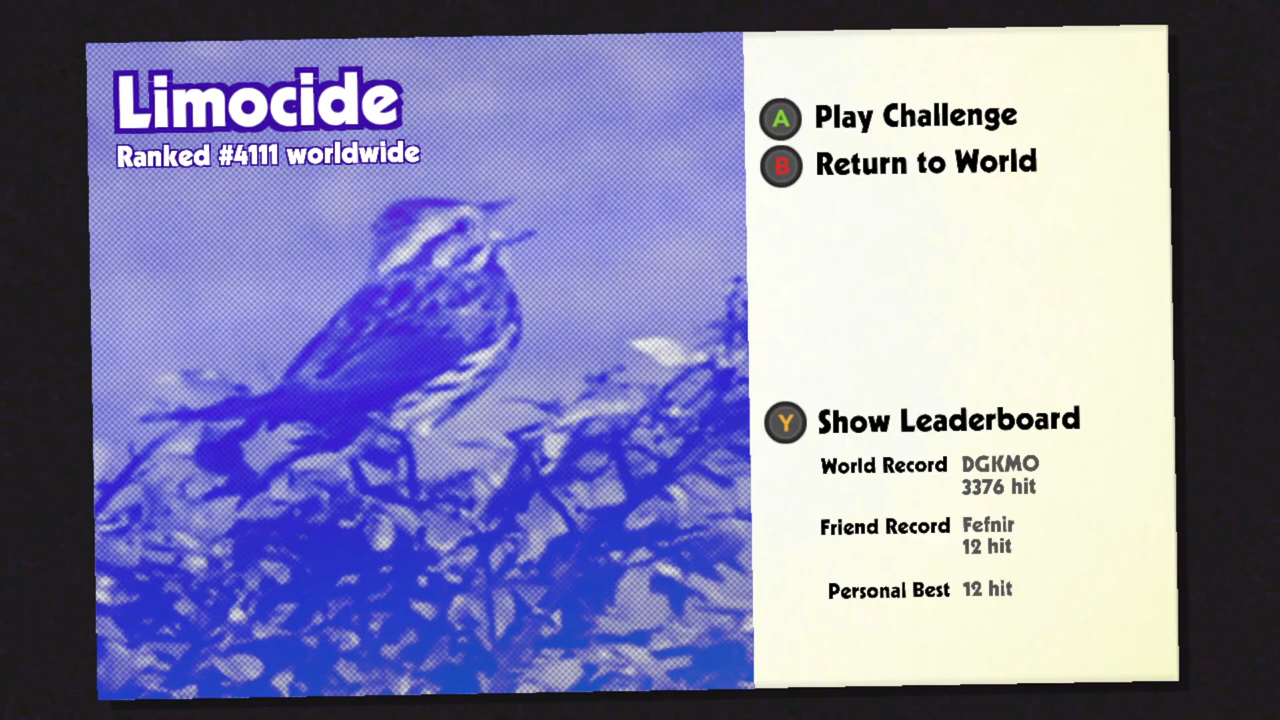 Limocide
Ranked #4111 worldwide
A Play Challenge
B Return to World
Y Show Leaderboard
World Record DGKMO
3376 hit
Friend Record Fefnir
12 hit
Personal Best 12 hit